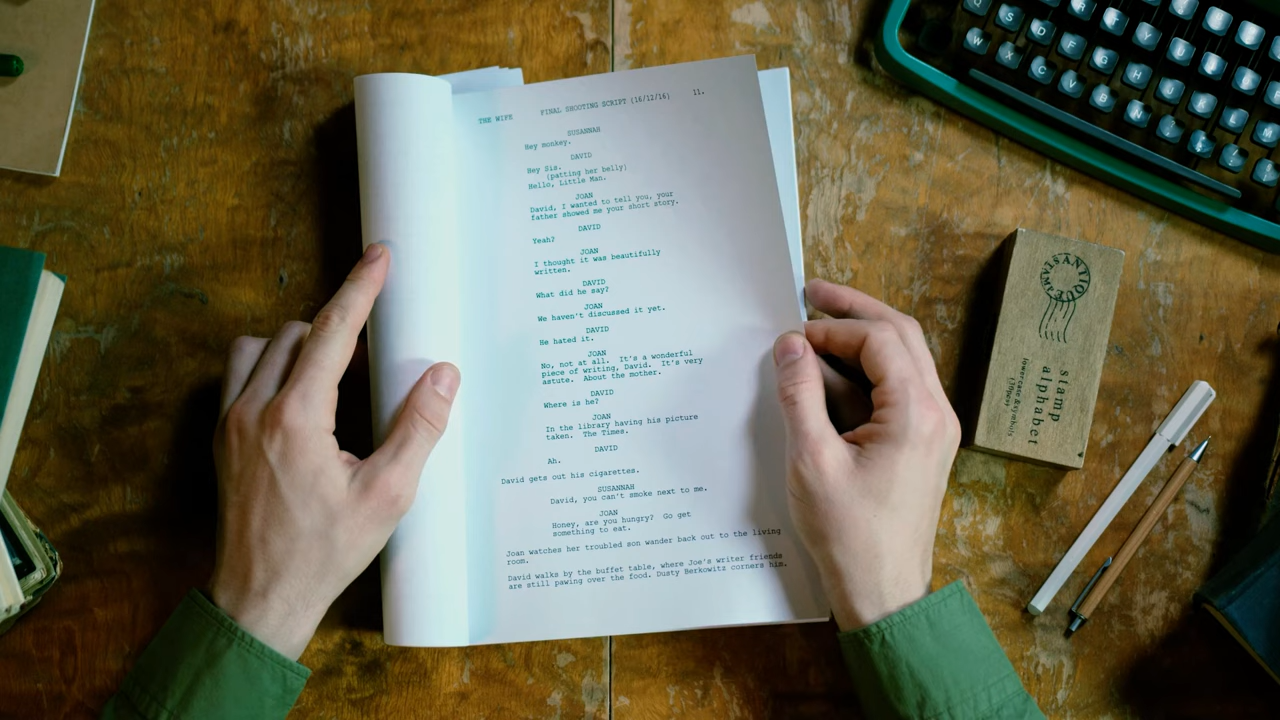 THE WIFE FINAL SHOOTING SCRIPT (16/12/16) 11.
SUSANNAH
Hey monkey.
DAVID
Hey Sis.
(patting her belly)
Hello, Little Man.
JOAN
David, I wanted to tell you, your
father showed me your short story.
DAVID
Yeah?
JOAN
I thought it was beautifully
written.
DAVID
What did he say?
JOAN
We haven't discussed it yet.
DAVID
He hated it.
JOAN
No, not at all. It's a wonderful
piece of writing, David. It's very
astute. About the mother.
DAVID
Where is he?
JOAN
In the library having his picture
taken. The Times.
DAVID
Ah.
David gets out his cigarettes.
SUSANNAH
David, you can't smoke next to me.
JOAN
Honey, are you hungry? Go get
something to eat.
Joan watches her troubled son wander back out to the living
room.
David walks by the buffet table, where Joe's writer friends
are still pawing over the food. Dusty Berkowitz corners him.
ANTIQUE
STAMPS
stamp
alphabet
lowercase & symbols
Q S D F G H
W X C V B N